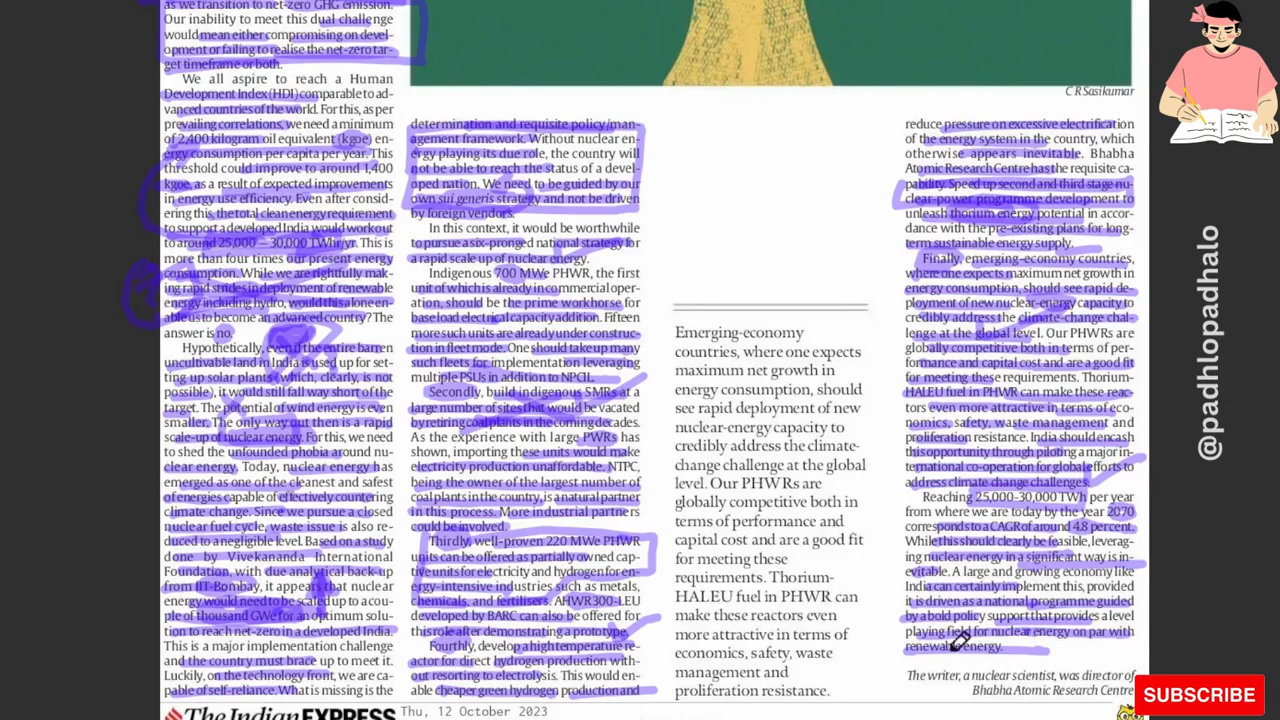 as we transition to net-zero GHG emission.
Our inability to meet this dual challenge
would mean either compromising on devel-
opment or failing to realise the net-zero tar-
get timeframe or both.
We all aspire to reach a Human
Development Index (HDI) comparable to ad-
vanced countries of the world. For this, as per
prevailing correlations, we need a minimum
of 2,400 kilogram oil equivalent (kgoe) en-
ergy consumption per capita per year. This
threshold could improve to around 1,400
kgoe, as a result of expected improvements
in energy use efficiency. Even after consid-
ering this, the total clean energy requirement
to support a developed India would workout
to around 25,000 — 30,000 TWhr/yr. This is
more than four times our present energy
consumption. While we are rightfully mak-
ing rapid strides in deployment of renewable
energy including hydro, would this alone en-
able us to become an advanced country? The
answer is no.
Hypothetically, even if the entire barren
uncultivable land in India is used up for set-
ting up solar plants (which, clearly, is not
possible), it would still fall way short of the
target. The potential of wind energy is even
smaller. The only way out then is a rapid
scale-up of nuclear energy. For this, we need
to shed the unfounded phobia around nu-
clear energy. Today, nuclear energy has
emerged as one of the cleanest and safest
of energies capable of effectively countering
climate change. Since we pursue a closed
nuclear fuel cycle, waste issue is also re-
duced to a negligible level. Based on a study
done by Vivekananda International
Foundation, with due analytical back-up
from IIT-Bombay, it appears that nuclear
energy would need to be scaled up to a cou-
ple of thousand GWe for an optimum solu-
tion to reach net-zero in a developed India.
This is a major implementation challenge
and the country must brace up to meet it.
Luckily, on the technology front, we are ca-
pable of self-reliance. What is missing is the
determination and requisite policy/man-
agement framework. Without nuclear en-
ergy playing its due role, the country will
not be able to reach the status of a devel-
oped nation. We need to be guided by our
own sui generis strategy and not be driven
by foreign vendors.
In this context, it would be worthwhile
to pursue a six-pronged national strategy for
a rapid scale up of nuclear energy.
Indigenous 700 MWe PHWR, the first
unit of which is already in commercial oper-
ation, should be the prime workhorse for
base load electrical capacity addition. Fifteen
more such units are already under construc-
tion in fleet mode. One should take up many
such fleets for implementation leveraging
multiple PSUs in addition to NPCIL.
Secondly, build indigenous SMRs at a
large number of sites that would be vacated
by retiring coal plants in the coming decades.
As the experience with large PWRs has
shown, importing these units would make
electricity production unaffordable. NTPC,
being the owner of the largest number of
coal plants in the country, is a natural partner
in this process. More industrial partners
could be involved.
Thirdly, well-proven 220 MWe PHWR
units can be offered as partially owned cap-
tive units for electricity and hydrogen for en-
ergy-intensive industries such as metals,
chemicals, and fertilisers. AHWR300-LEU
developed by BARC can also be offered for
this role after demonstrating a prototype.
Fourthly, develop a high temperature re-
actor for direct hydrogen production with-
out resorting to electrolysis. This would en-
able cheaper green hydrogen production and
Emerging-economy
countries, where one expects
maximum net growth in
energy consumption, should
see rapid deployment of new
nuclear-energy capacity to
credibly address the climate-
change challenge at the global
level. Our PHWRs are
globally competitive both in
terms of performance and
capital cost and are a good fit
for meeting these
requirements. Thorium-
HALEU fuel in PHWR can
make these reactors even
more attractive in terms of
economics, safety, waste
management and
proliferation resistance.
C R Sasikumar
reduce pressure on excessive electrification
of the energy system in the country, which
otherwise appears inevitable. Bhabha
Atomic Research Centre has the requisite ca-
pability. Speed up second and third stage nu-
clear-power programme development to
unleash thorium energy potential in accor-
dance with the pre-existing plans for long-
term sustainable energy supply.
Finally, emerging-economy countries,
where one expects maximum net growth in
energy consumption, should see rapid de-
ployment of new nuclear-energy capacity to
credibly address the climate-change chal-
lenge at the global level. Our PHWRs are
globally competitive both in terms of per-
formance and capital cost and are a good fit
for meeting these requirements. Thorium-
HALEU fuel in PHWR can make these reac-
tors even more attractive in terms of eco-
nomics, safety, waste management and
proliferation resistance. India should encash
this opportunity through piloting a major in-
ternational co-operation for global efforts to
address climate change challenges.
Reaching 25,000-30,000 TWh per year
from where we are today by the year 2070
corresponds to a CAGR of around 4.8 percent.
While this should clearly be feasible, leverag-
ing nuclear energy in a significant way is in-
evitable. A large and growing economy like
India can certainly implement this, provided
it is driven as a national programme guided
by a bold policy support that provides a level
playing field for nuclear energy on par with
renewable energy.
The writer, a nuclear scientist, was director of
Bhabha Atomic Research Centre
The Indian EXPRESS
Thu, 12 October 2023
@padhlopadhalo
SUBSCRIBE